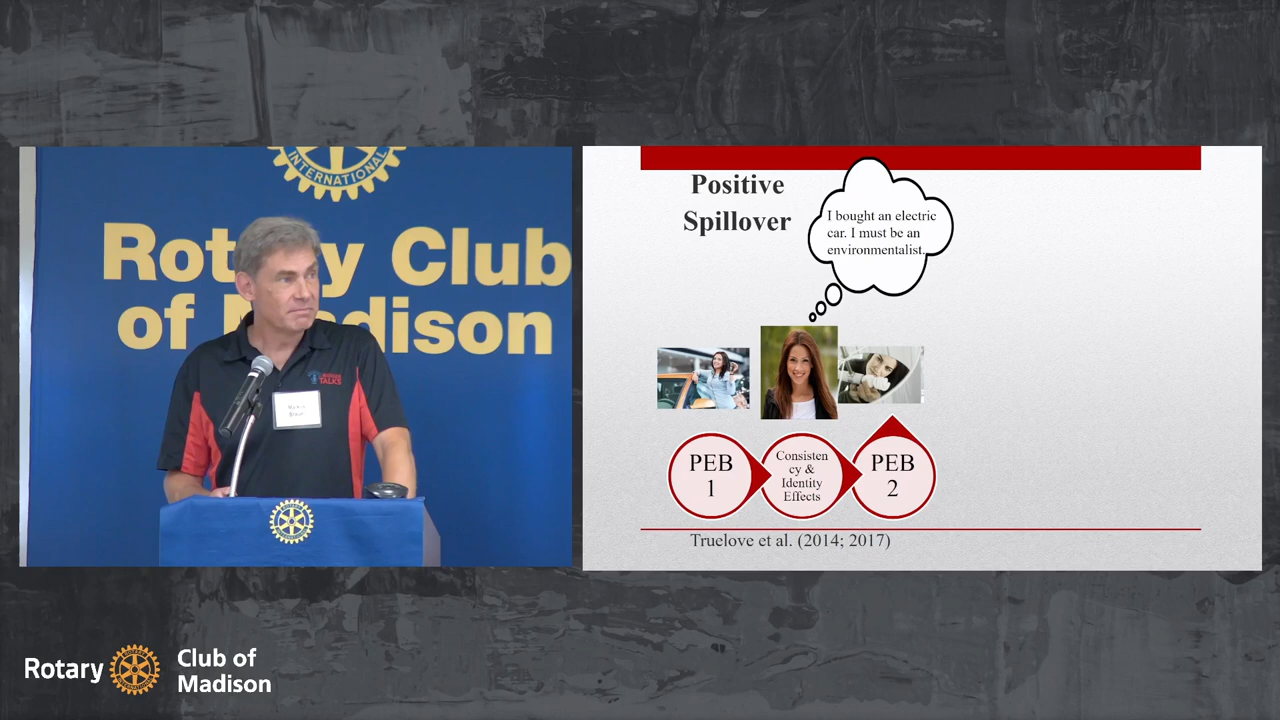 INTERNATIONAL
Rotary Club
of Madison
TALKS
Positive
Spillover
I bought an electric
car. I must be an
environmentalist.
PEB
1
Consisten
cy &
Identity
Effects
PEB
2
Truelove et al. (2014; 2017)
Rotary
Club of
Madison